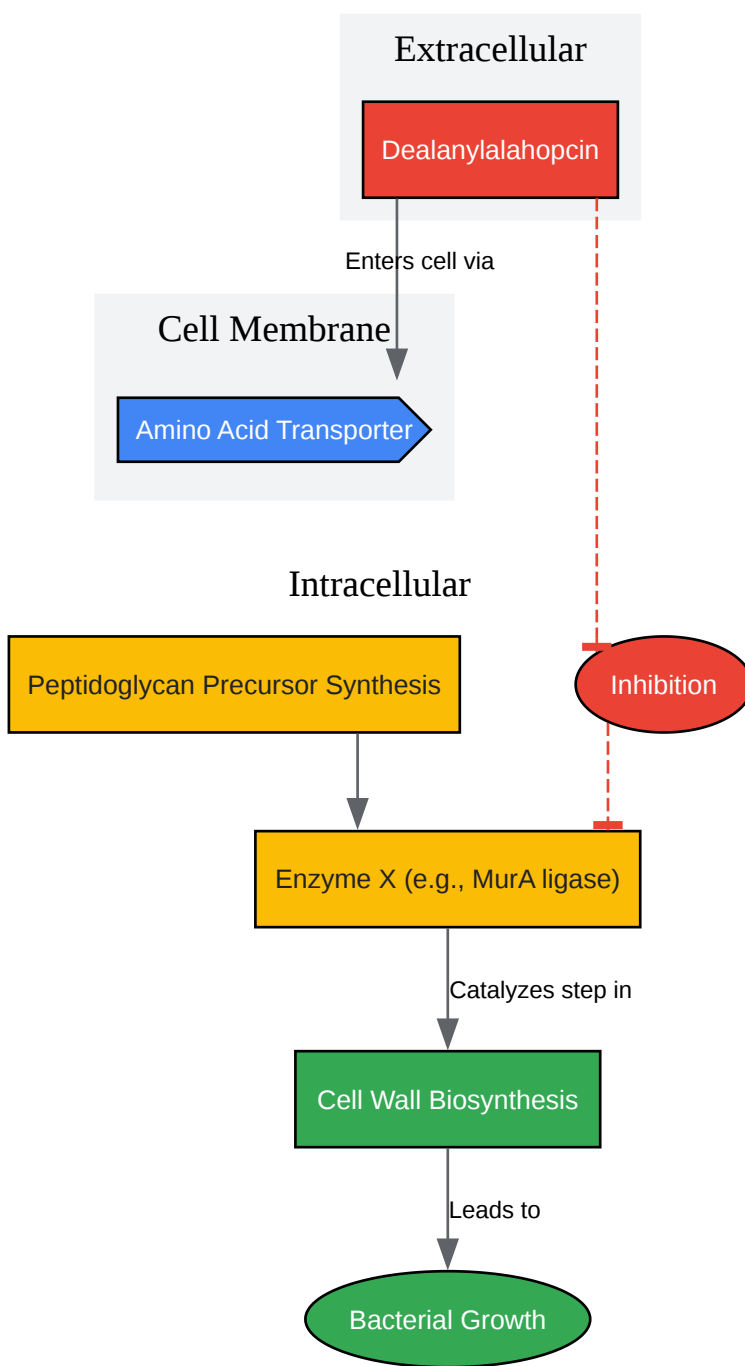 Extracellular
Dealanylalahopcin
Enters cell via
Cell Membrane
Amino Acid Transporter
Intracellular
Peptidoglycan Precursor Synthesis
Inhibition
Enzyme X (e.g., MurA ligase)
Catalyzes step in
Cell Wall Biosynthesis
Leads to
Bacterial Growth